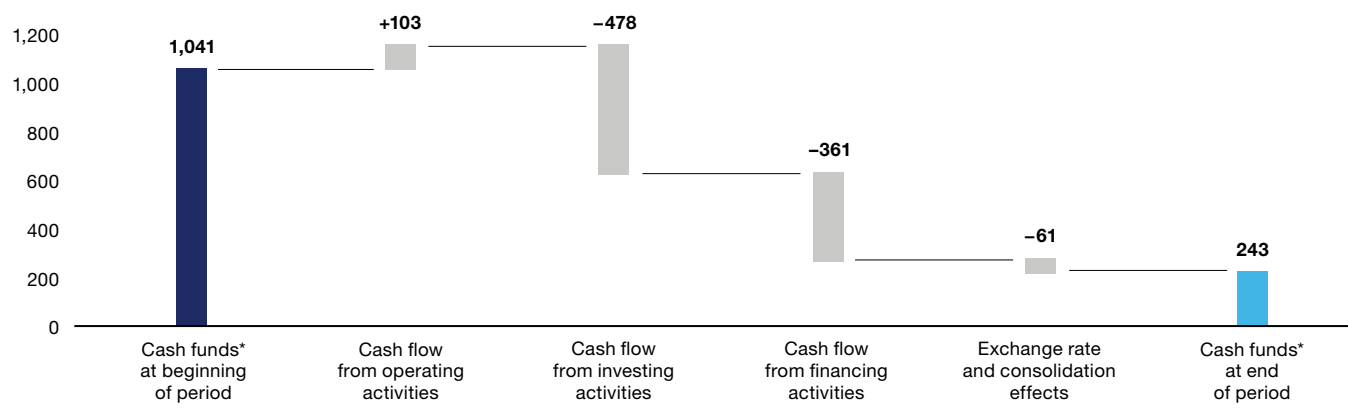 +103
−478
1,200
1,041
1,000
800
−361
600
400
−61
243
200
0
Cash funds*
at beginning
of period
Cash flow
from operating
activities
Cash flow
from investing
activities
Cash flow
from financing
activities
Exchange rate
and consolidation
effects
Cash funds*
at end
of period